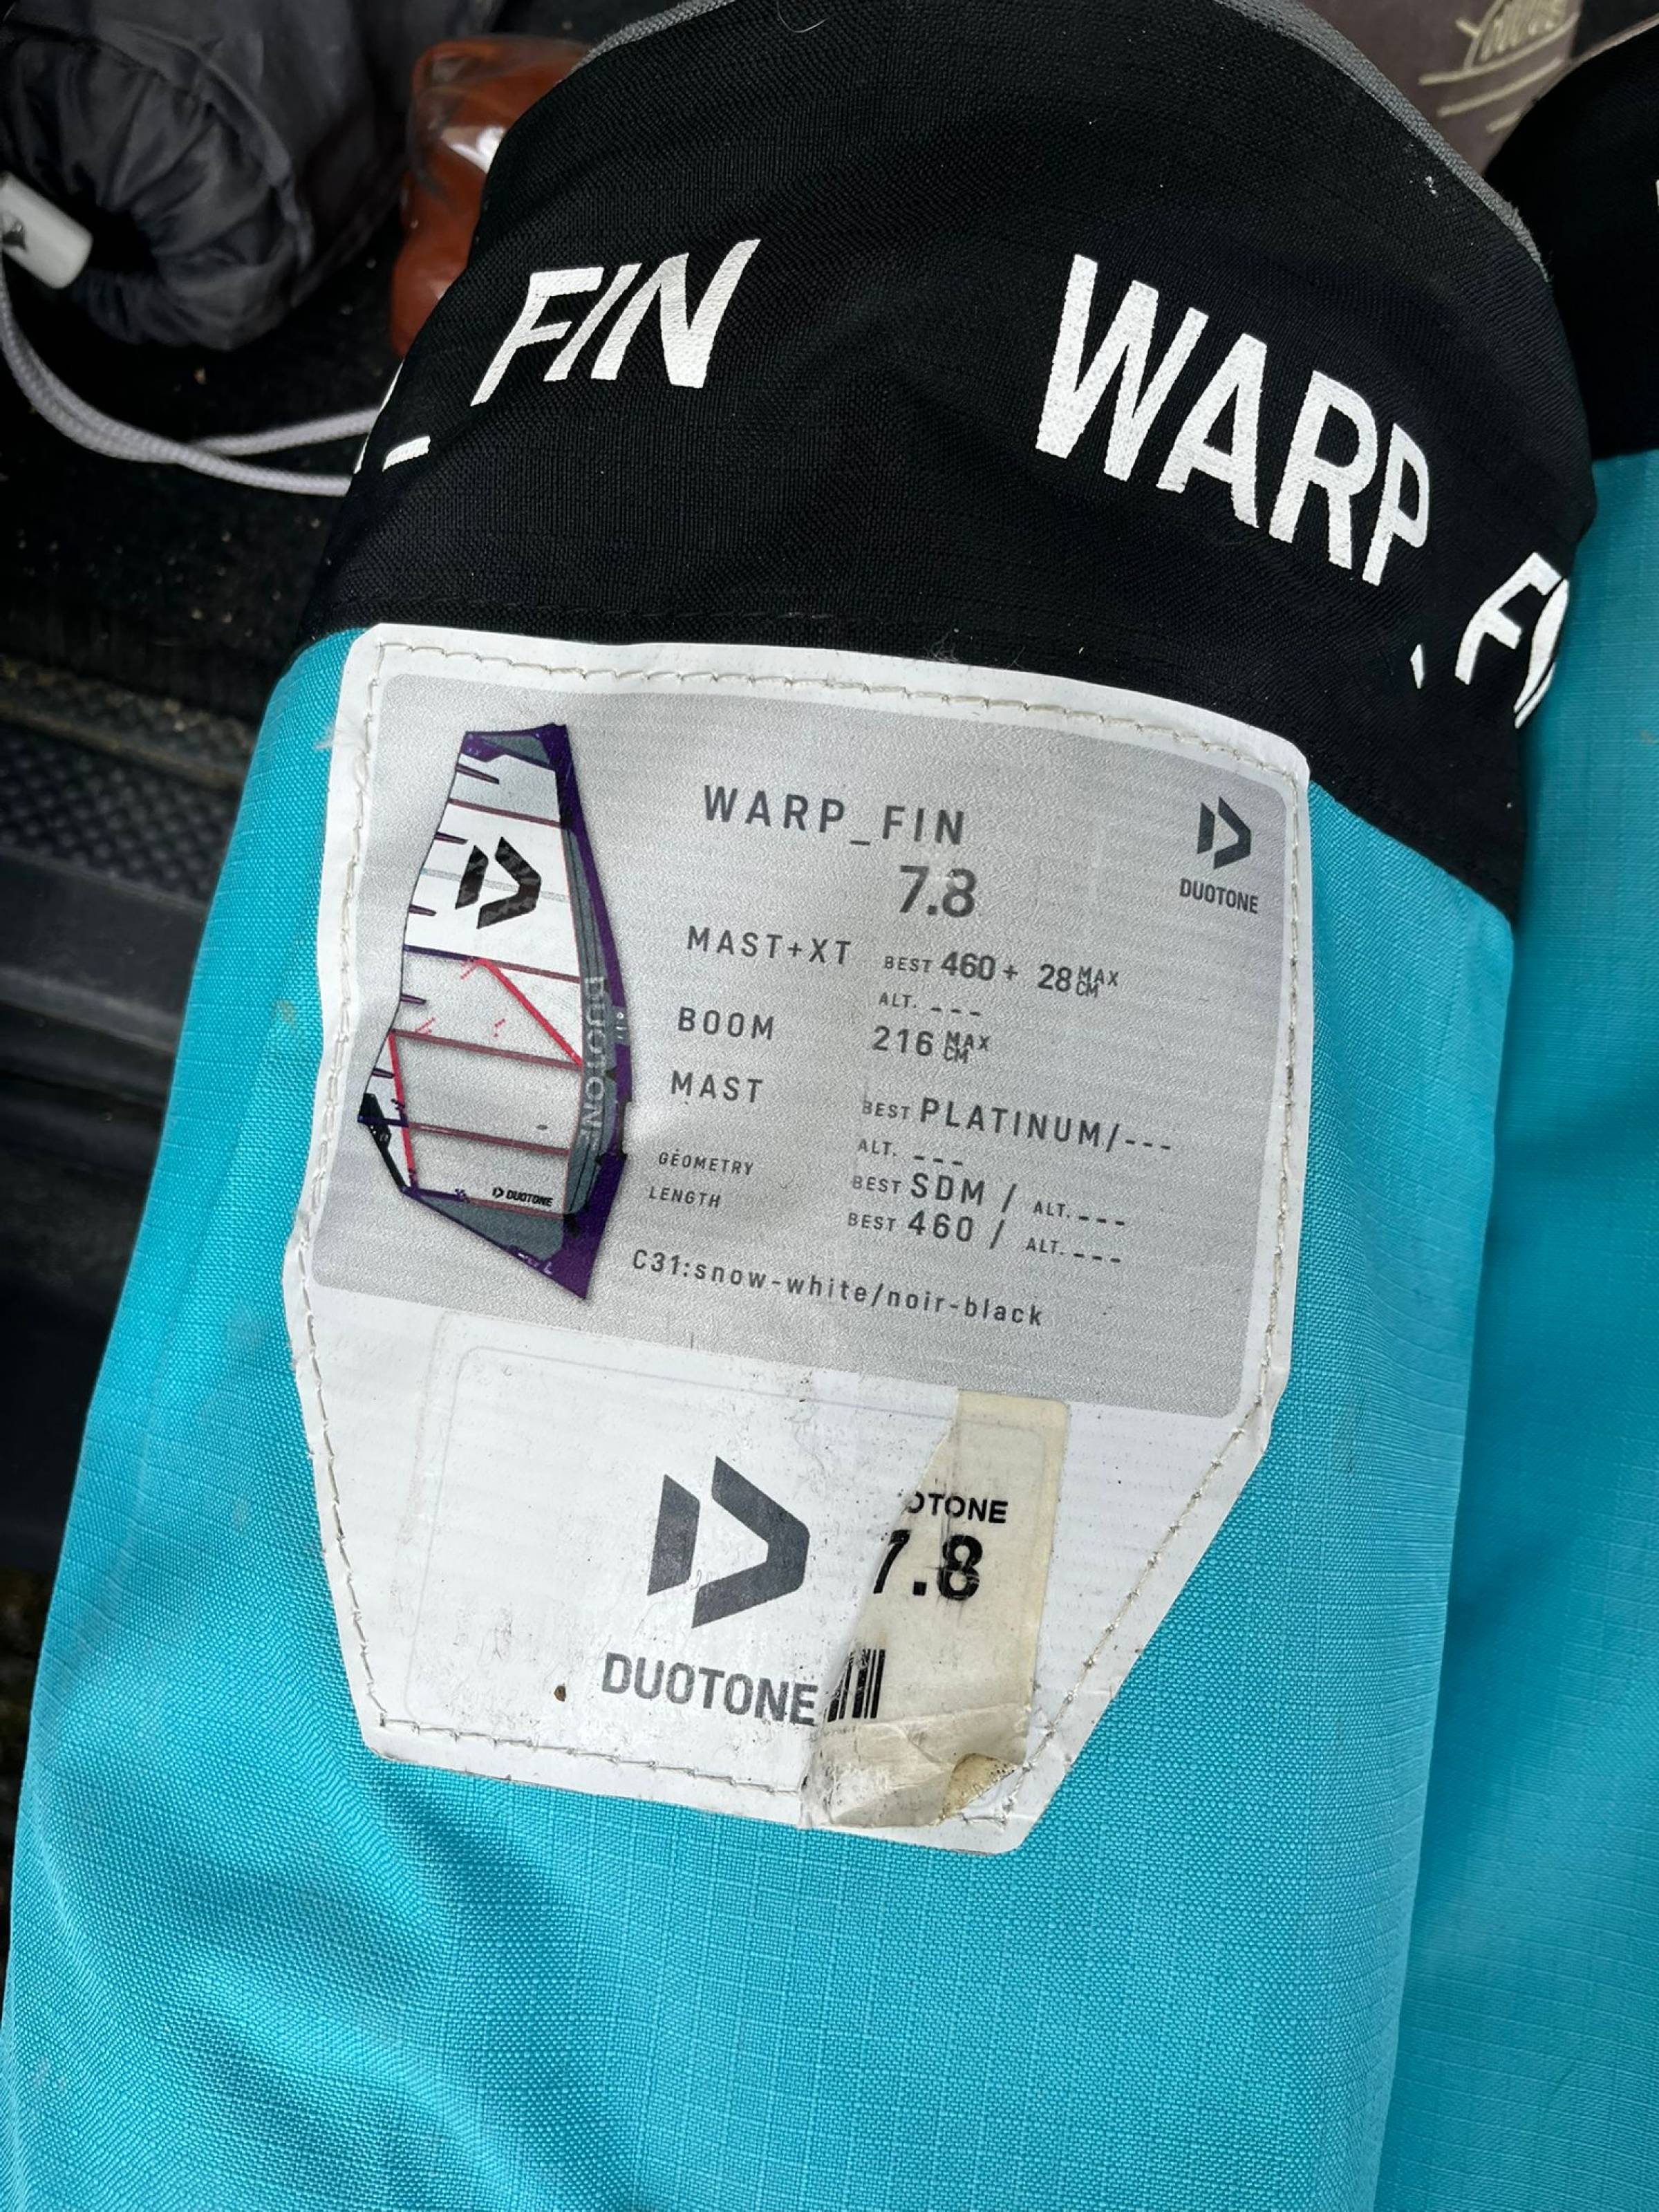 FIN WARP
WARP_FIN
7.8
DUOTONE
MAST+XT BEST 460 + 28 MAX CM
ALT. ---
BOOM 216 MAX CM
MAST BEST PLATINUM/---
ALT. ---
GEOMETRY BEST SDM / ALT.---
LENGTH BEST 460 / ALT.---
C31:snow-white/noir-black
DUOTONE
DUOTONE
DUOTONE
OTONE
7.8